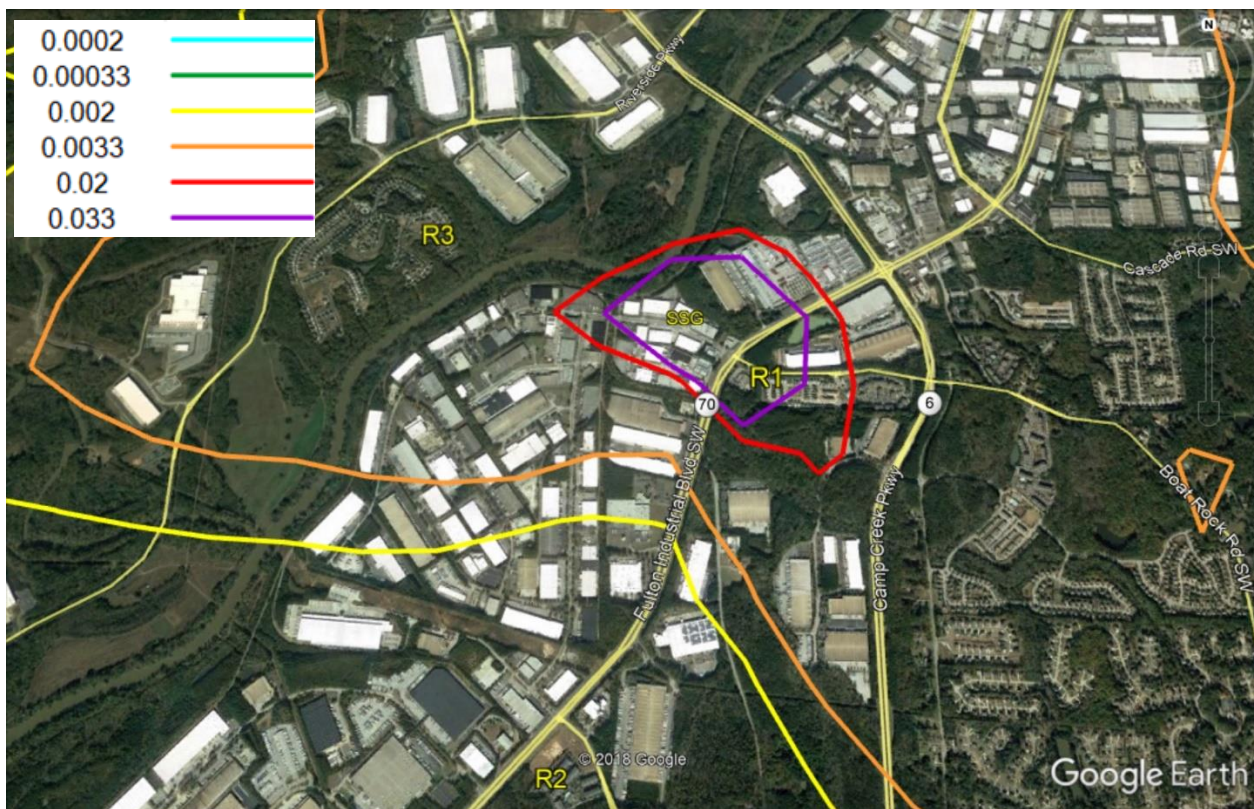 0.0002
0.00033
0.002
0.0033
0.02
0.033
N
Riverside Pkwy
R3
Cascade Rd SW
SSG
R1
70
6
Fulton Industrial Blvd SW
Camp Creek Pkwy
Boat Rock Rd SW
R2
© 2018 Google
Google Earth